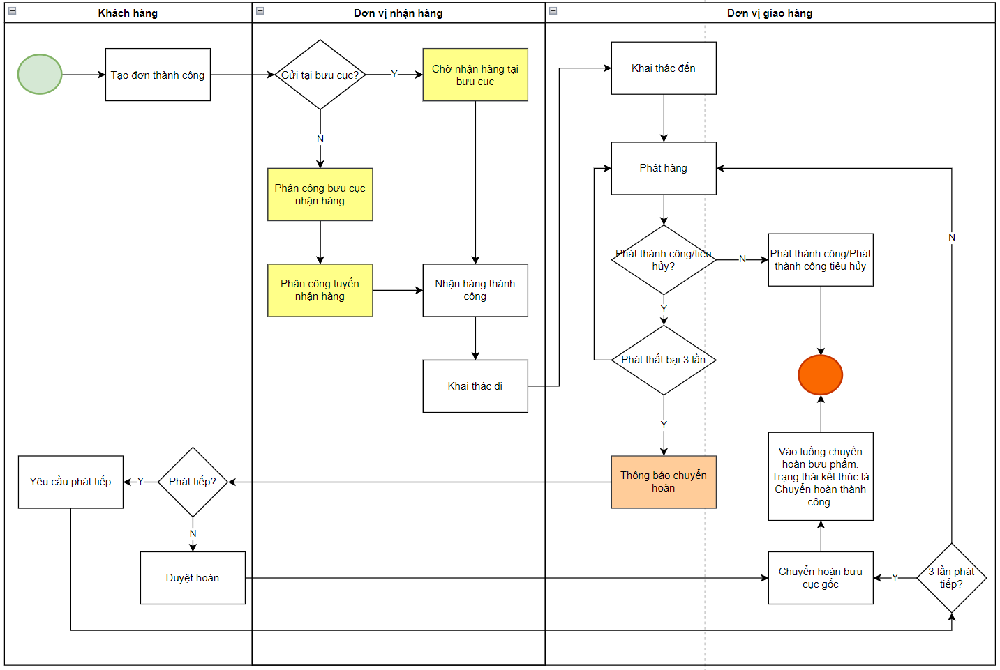 Khách hàng
Đơn vị nhận hàng
Đơn vị giao hàng
Tạo đơn thành công
Gửi tại bưu cục?
Y
Chờ nhận hàng tại
bưu cục
N
Phân công bưu cục
nhận hàng
Phân công tuyến
nhận hàng
Nhận hàng thành
công
Khai thác đi
Khai thác đến
Phát hàng
Phát thành công/tiêu
hủy?
N
Phát thành công/Phát
thành công tiêu hủy
Y
Phát thất bại 3 lần
Y
Thông báo chuyển
hoàn
Phát tiếp?
Y
Yêu cầu phát tiếp
N
Duyệt hoàn
Vào luồng chuyển
hoàn bưu phẩm.
Trạng thái kết thúc là
Chuyển hoàn thành
công.
Chuyển hoàn bưu
cục gốc
Y
3 lần phát
tiếp?
N